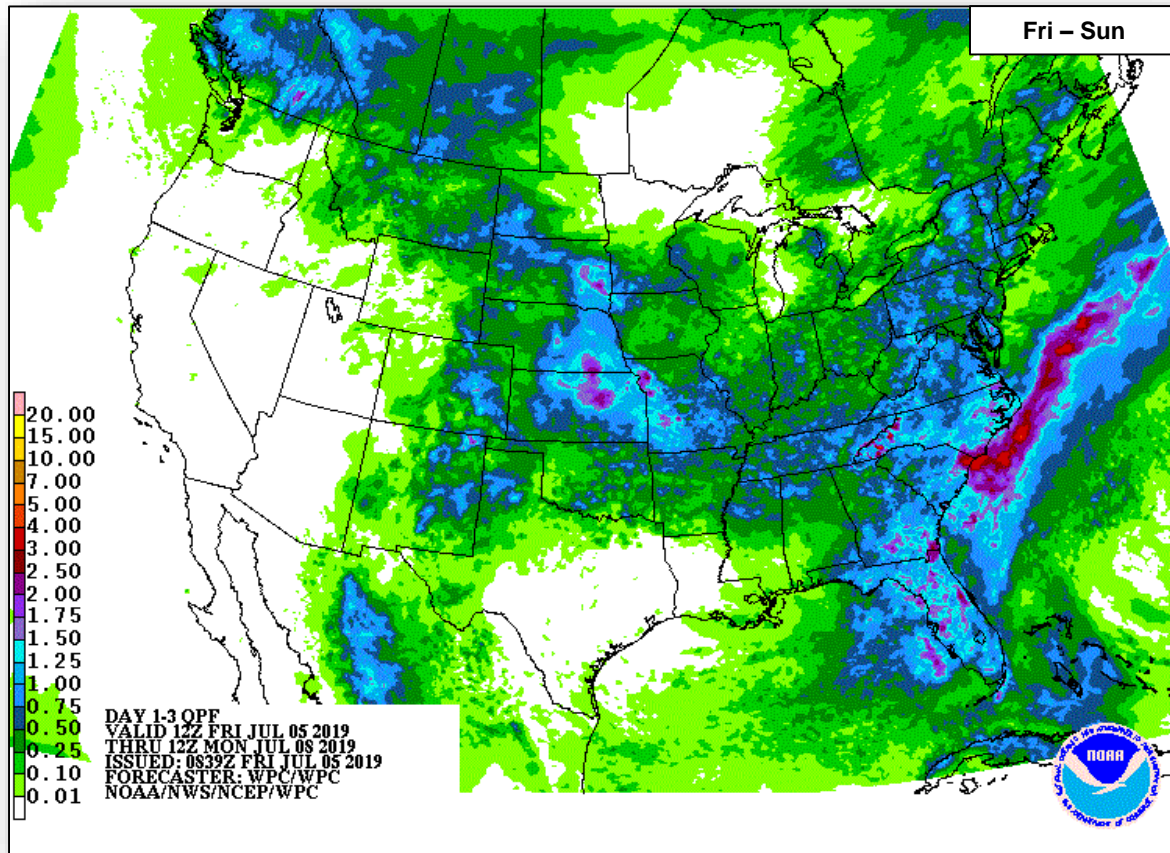 Fri – Sun
20.00
15.00
10.00
7.00
5.00
4.00
3.00
2.50
2.00
1.75
1.50
1.25
1.00
0.75
0.50
0.25
0.10
0.01
DAY 1-3 QPF
VALID 12Z FRI JUL 05 2019
THRU 12Z MON JUL 08 2019
ISSUED: 0839Z FRI JUL 05 2019
FORECASTER: WPC/WPC
NOAA/NWS/NCEP/WPC
NOAA